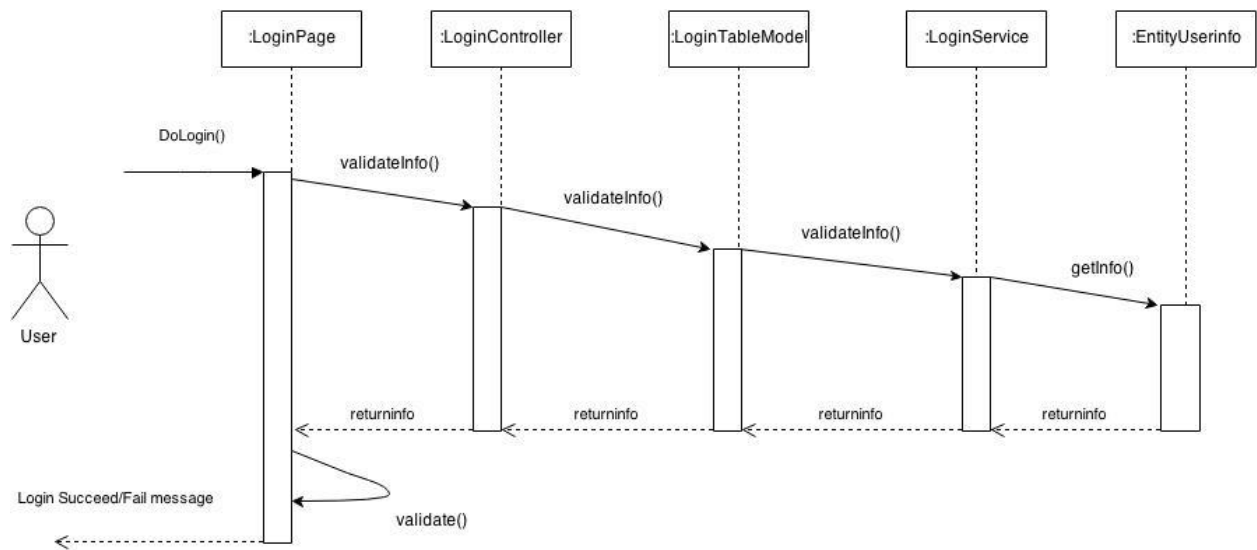 :LoginPage
:LoginController
:LoginTableModel
:LoginService
:EntityUserinfo
DoLogin()
validateInfo()
validateInfo()
validateInfo()
getInfo()
User
returninfo
returninfo
returninfo
returninfo
Login Succeed/Fail message
validate()